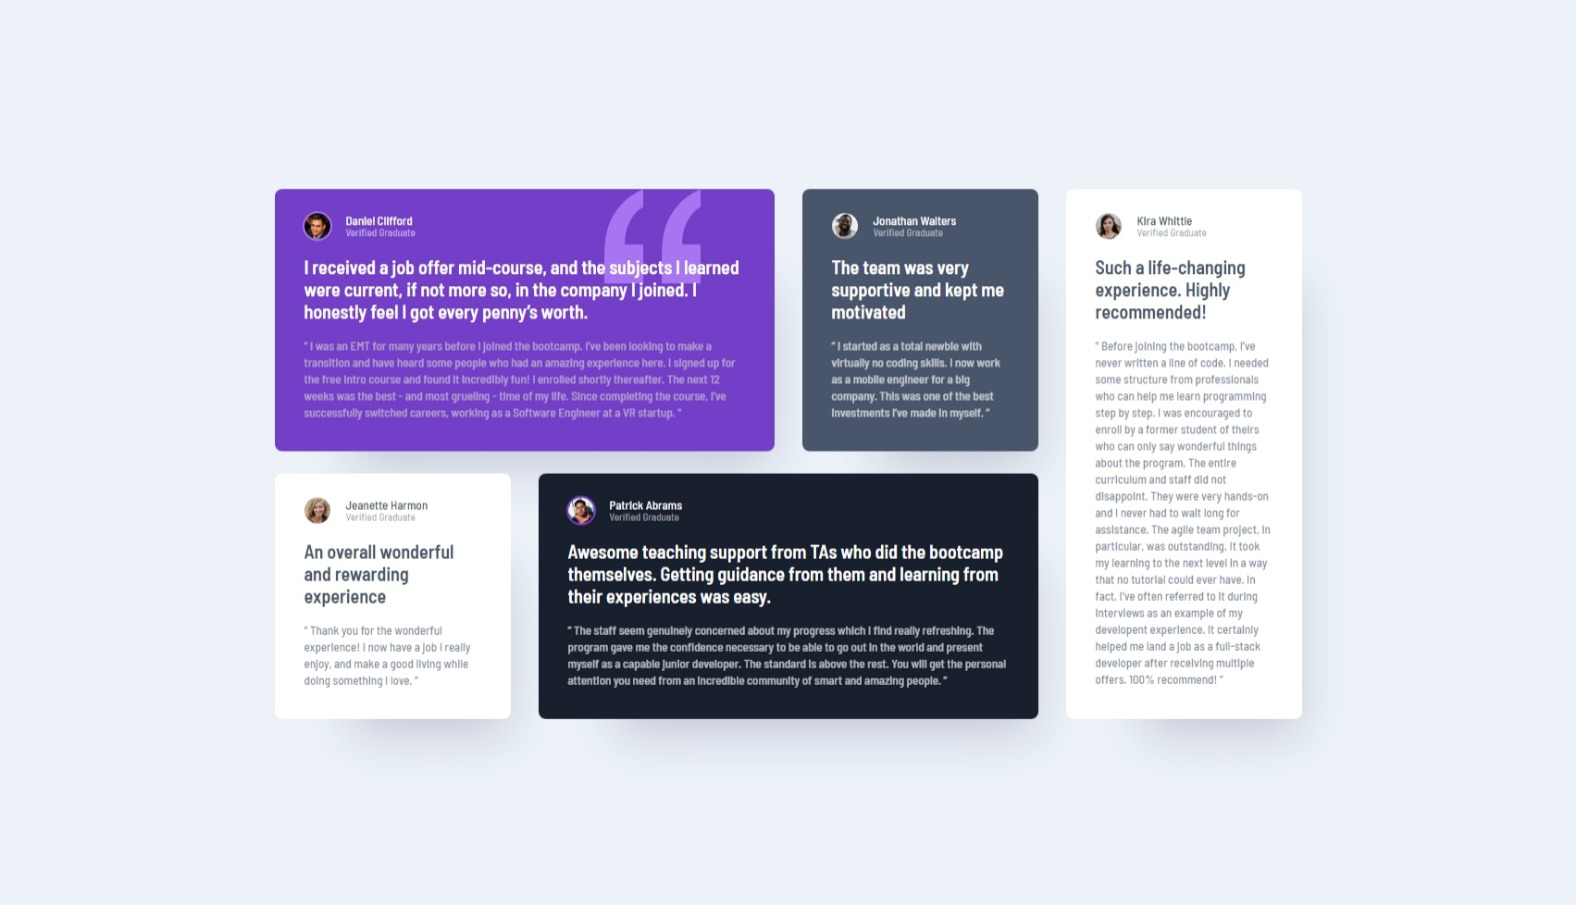 Daniel Clifford
Verified Graduate
I received a job offer mid-course, and the subjects I learned
were current, if not more so, in the company I joined. I
honestly feel I got every penny’s worth.
“ I was an EMT for many years before I joined the bootcamp. I’ve been looking to make a
transition and have heard some people who had an amazing experience here. I signed up for
the free intro course and found it incredibly fun! I enrolled shortly thereafter. The next 12
weeks was the best - and most grueling - time of my life. Since completing the course, I’ve
successfully switched careers, working as a Software Engineer at a VR startup. ”
Jonathan Walters
Verified Graduate
The team was very
supportive and kept me
motivated
“ I started as a total newbie with
virtually no coding skills. I now work
as a mobile engineer for a big
company. This was one of the best
investments I’ve made in myself. ”
Kira Whittle
Verified Graduate
Such a life-changing
experience. Highly
recommended!
“ Before joining the bootcamp, I’ve
never written a line of code. I needed
some structure from professionals
who can help me learn programming
step by step. I was encouraged to
enroll by a former student of theirs
who can only say wonderful things
about the program. The entire
curriculum and staff did not
disappoint. They were very hands-on
and I never had to wait long for
assistance. The agile team project, in
particular, was outstanding. It took
my learning to the next level in a way
that no tutorial could ever have. In
fact, I’ve often referred to it during
interviews as an example of my
developent experience. It certainly
helped me land a job as a full-stack
developer after receiving multiple
offers. 100% recommend! ”
Jeanette Harmon
Verified Graduate
An overall wonderful
and rewarding
experience
“ Thank you for the wonderful
experience! I now have a job I really
enjoy, and make a good living while
doing something I love. ”
Patrick Abrams
Verified Graduate
Awesome teaching support from TAs who did the bootcamp
themselves. Getting guidance from them and learning from
their experiences was easy.
“ The staff seem genuinely concerned about my progress which I find really refreshing. The
program gave me the confidence necessary to be able to go out in the world and present
myself as a capable junior developer. The standard is above the rest. You will get the personal
attention you need from an incredible community of smart and amazing people. ”